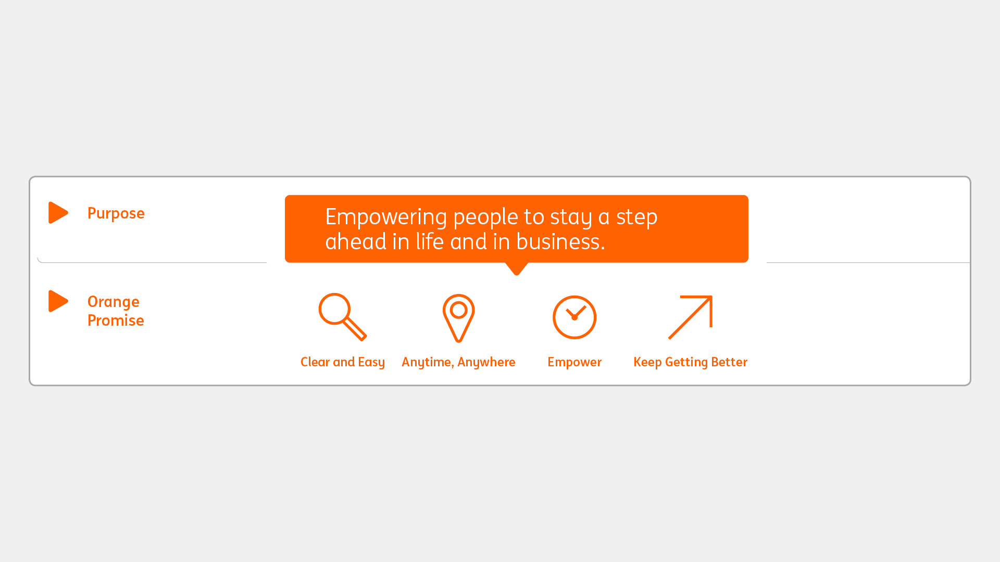 Purpose
Empowering people to stay a step
ahead in life and in business.
Orange
Promise
Clear and Easy
Anytime, Anywhere
Empower
Keep Getting Better